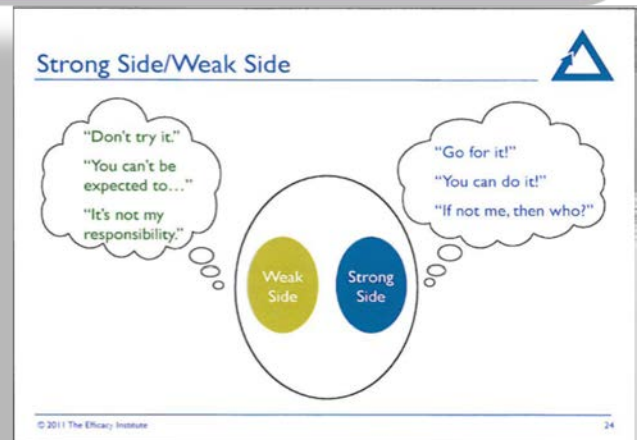 Strong Side/Weak Side
“Don’t try it.”
“You can’t be
expected to...”
“It’s not my
responsibility.”
“Go for it!”
“You can do it!”
“If not me, then who?”
Weak
Side
Strong
Side
© 2011 The Efficacy Institute
24